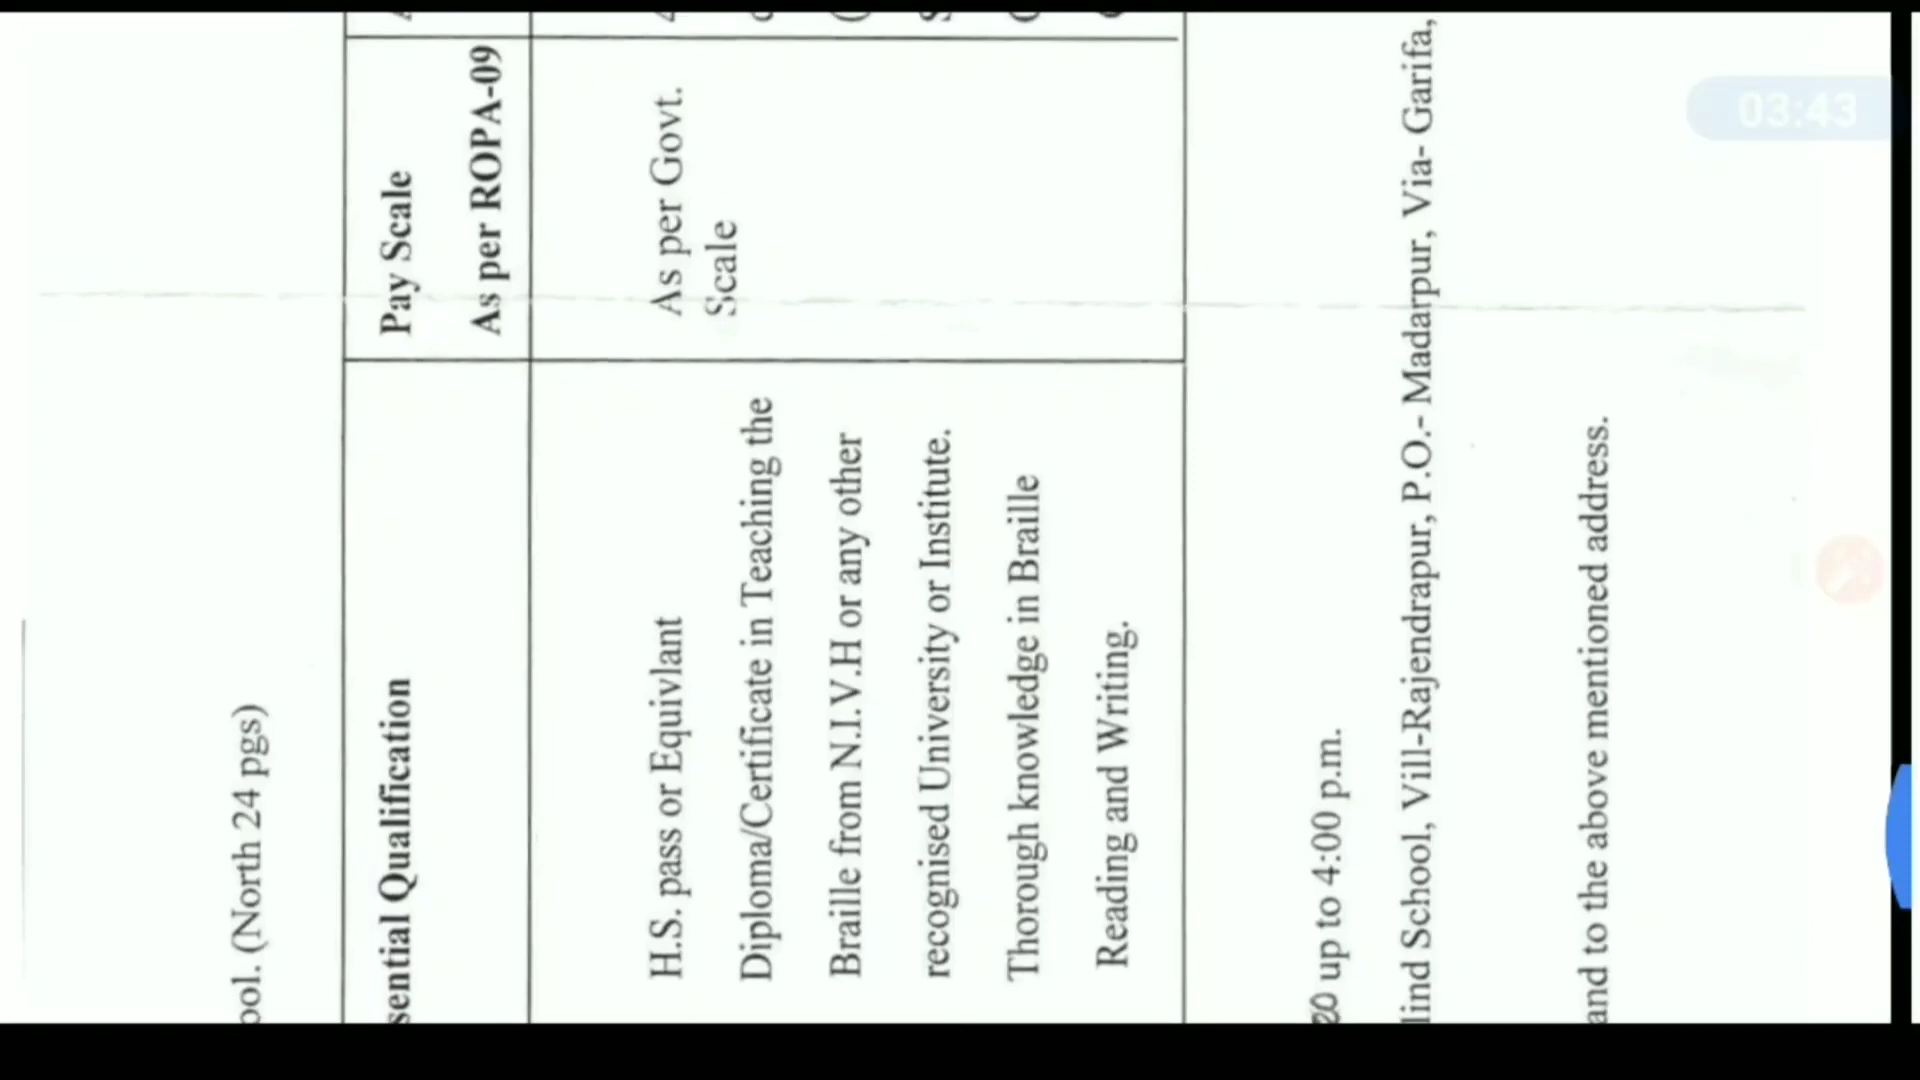 ool. (North 24 pgs)
sential Qualification
Pay Scale
As per ROPA-09
H.S. pass or Equivlant
Diploma/Certificate in Teaching the
Braille from N.I.V.H or any other
recognised University or Institute.
Thorough knowledge in Braille
Reading and Writing.
As per Govt.
Scale
20 up to 4:00 p.m.
lind School, Vill-Rajendrapur, P.O.- Madarpur, Via- Garifa,
and to the above mentioned address.
03:43